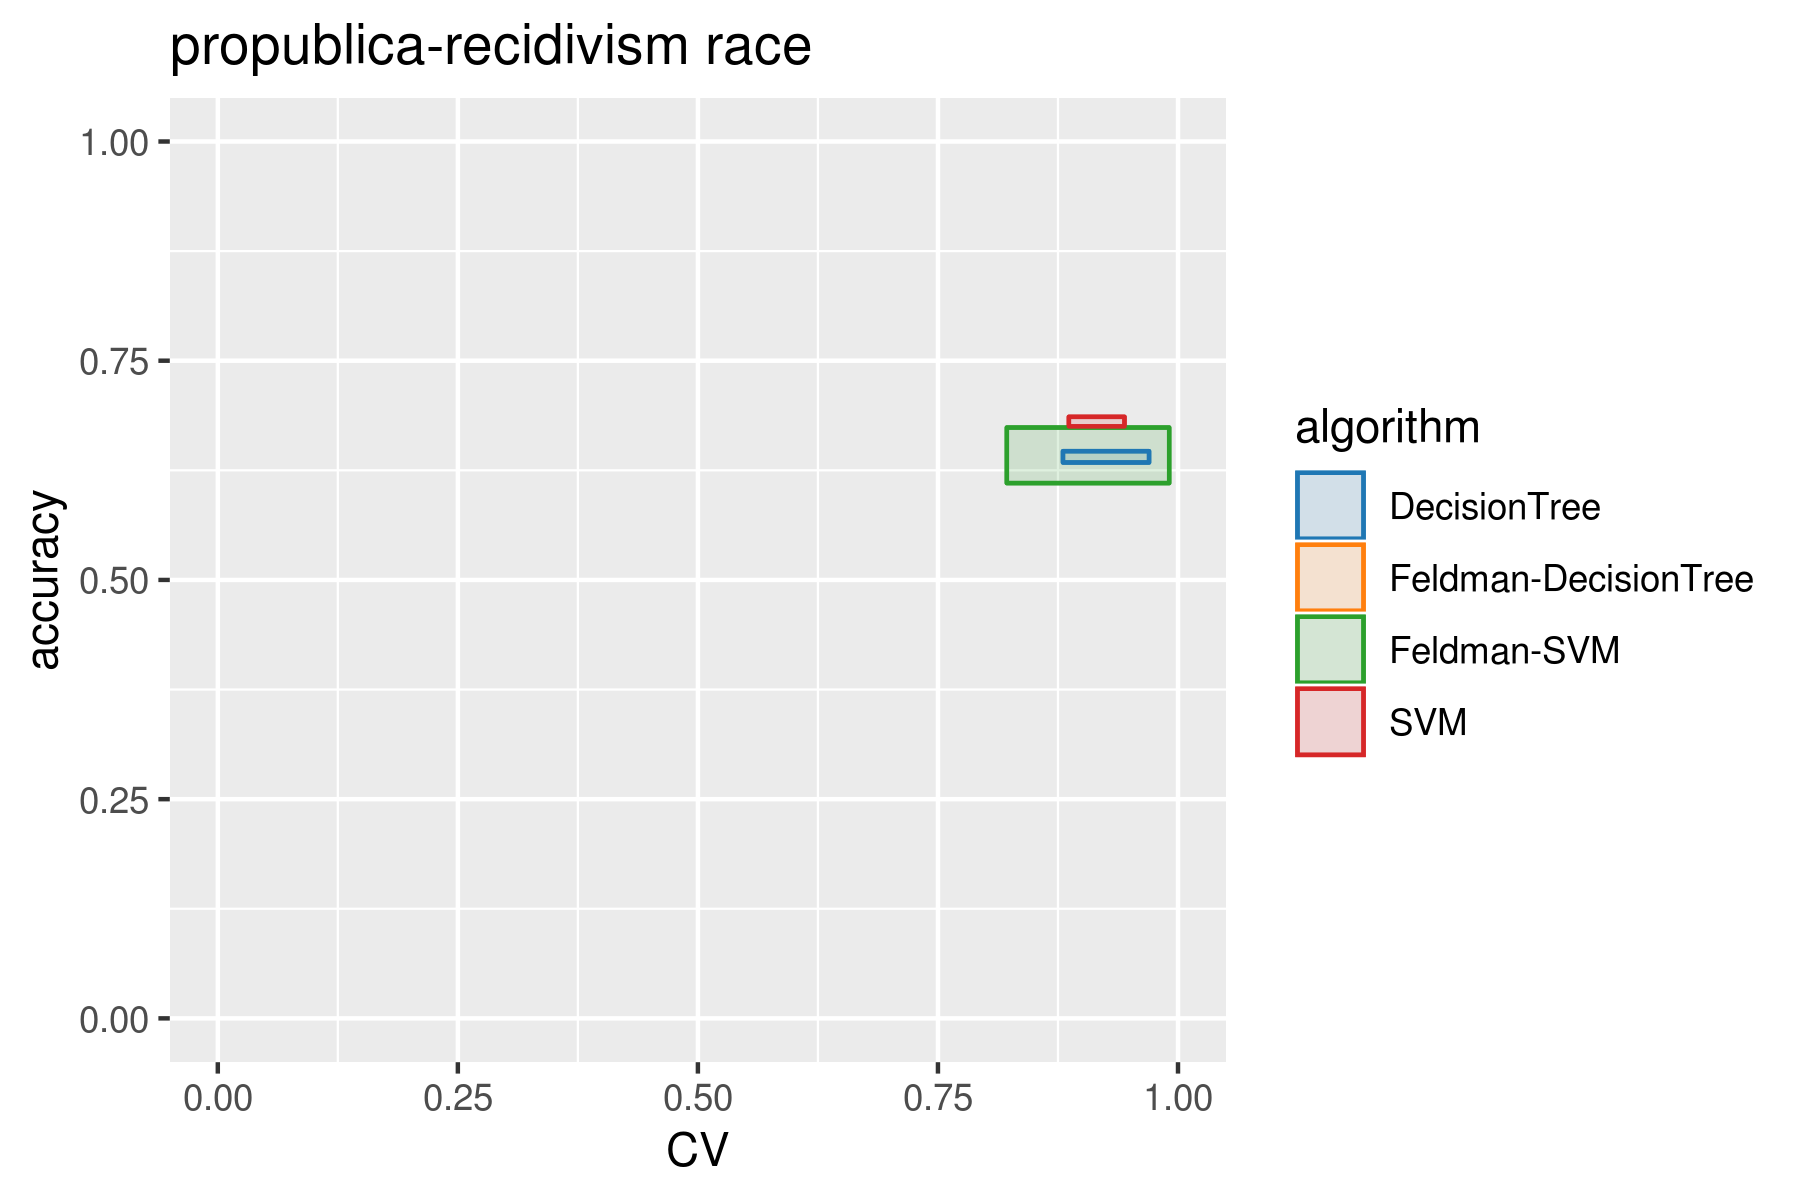 propublica-recidivism race
1.00
0.75
0.50
0.25
0.00
accuracy
0.00 0.25 0.50 0.75 1.00
CV
algorithm
DecisionTree
Feldman-DecisionTree
Feldman-SVM
SVM